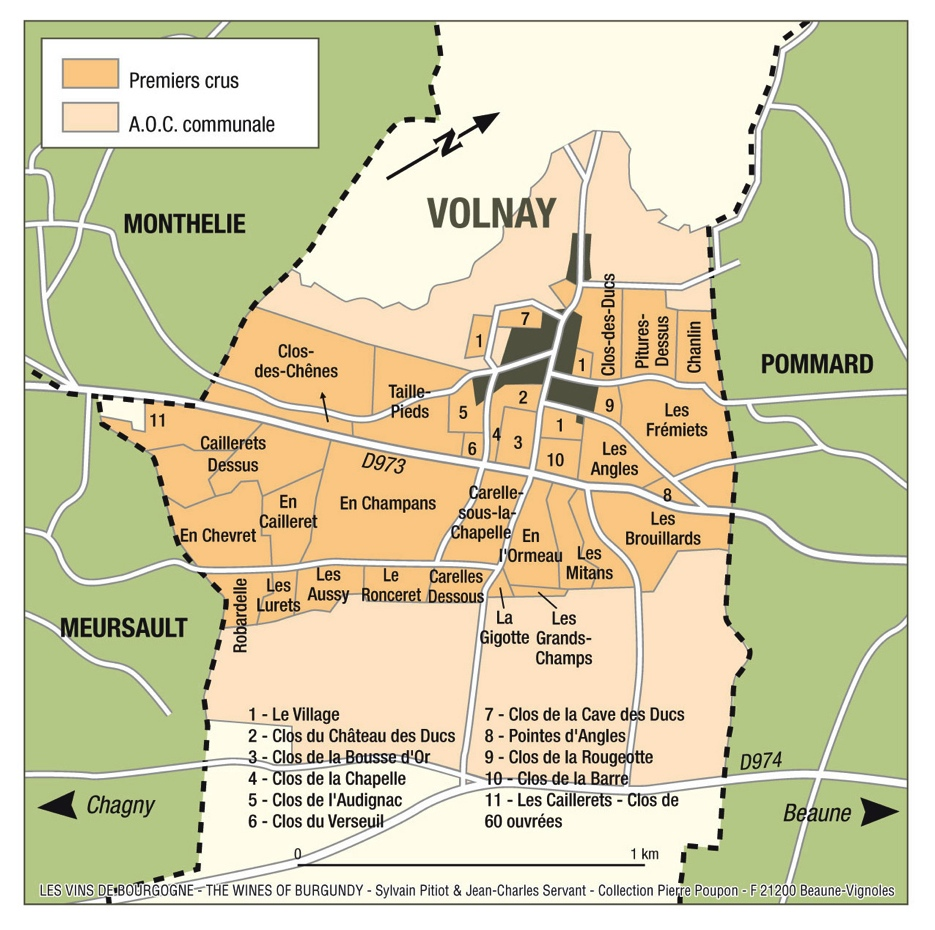 Premiers crus
A.O.C. communale
N
MONTHELIE
VOLNAY
POMMARD
MEURSAULT
Clos-
des-Chênes
Taille-
Pieds
7
1
Clos-des-Ducs
Pitures-
Dessus
Chanlin
1
2
9
5
4
3
1
6
10
Les
Frémiets
Les
Angles
8
11
Caillerets
Dessus
D973
En Chevret
En
Cailleret
En Champans
Carelle-
sous-la-
Chapelle
En
l'Ormeau
Les
Mitans
Les
Brouillards
Robardelle
Les
Lurets
Les
Aussy
Le
Ronceret
Carelles
Dessous
La
Gigotte
Les
Grands-
Champs
1 - Le Village
2 - Clos du Château des Ducs
3 - Clos de la Bousse d'Or
4 - Clos de la Chapelle
5 - Clos de l'Audignac
6 - Clos du Verseuil
7 - Clos de la Cave des Ducs
8 - Pointes d'Angles
9 - Clos de la Rougeotte
10 - Clos de la Barre
11 - Les Caillerets - Clos de
60 ouvrées
D974
Chagny
Beaune
0
1 km
LES VINS DE BOURGOGNE - THE WINES OF BURGUNDY - Sylvain Pitiot & Jean-Charles Servant - Collection Pierre Poupon - F 21200 Beaune-Vignoles